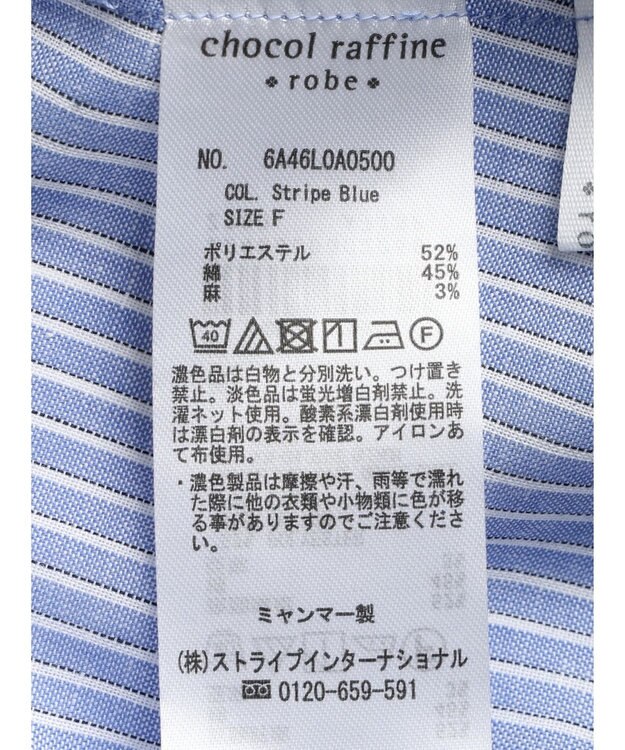 chocol raffine
robe
NO. 6A46L0A0500
COL. Stripe Blue
SIZE F
ポリエステル 52%
綿 45%
麻 3%
40 F
濃色品は白物と分別洗い。つけ置き
禁止。淡色品は蛍光増白剤禁止。洗
濯ネット使用。酸素系漂白剤使用時
は漂白剤の表示を確認。アイロンあ
て布使用。
・濃色製品は摩擦や汗、雨等で濡れ
た際に他の衣類や小物類に色が移
る事がありますのでご注意くださ
い。
ミャンマー製
(株)ストライプインターナショナル
0120-659-591
ro